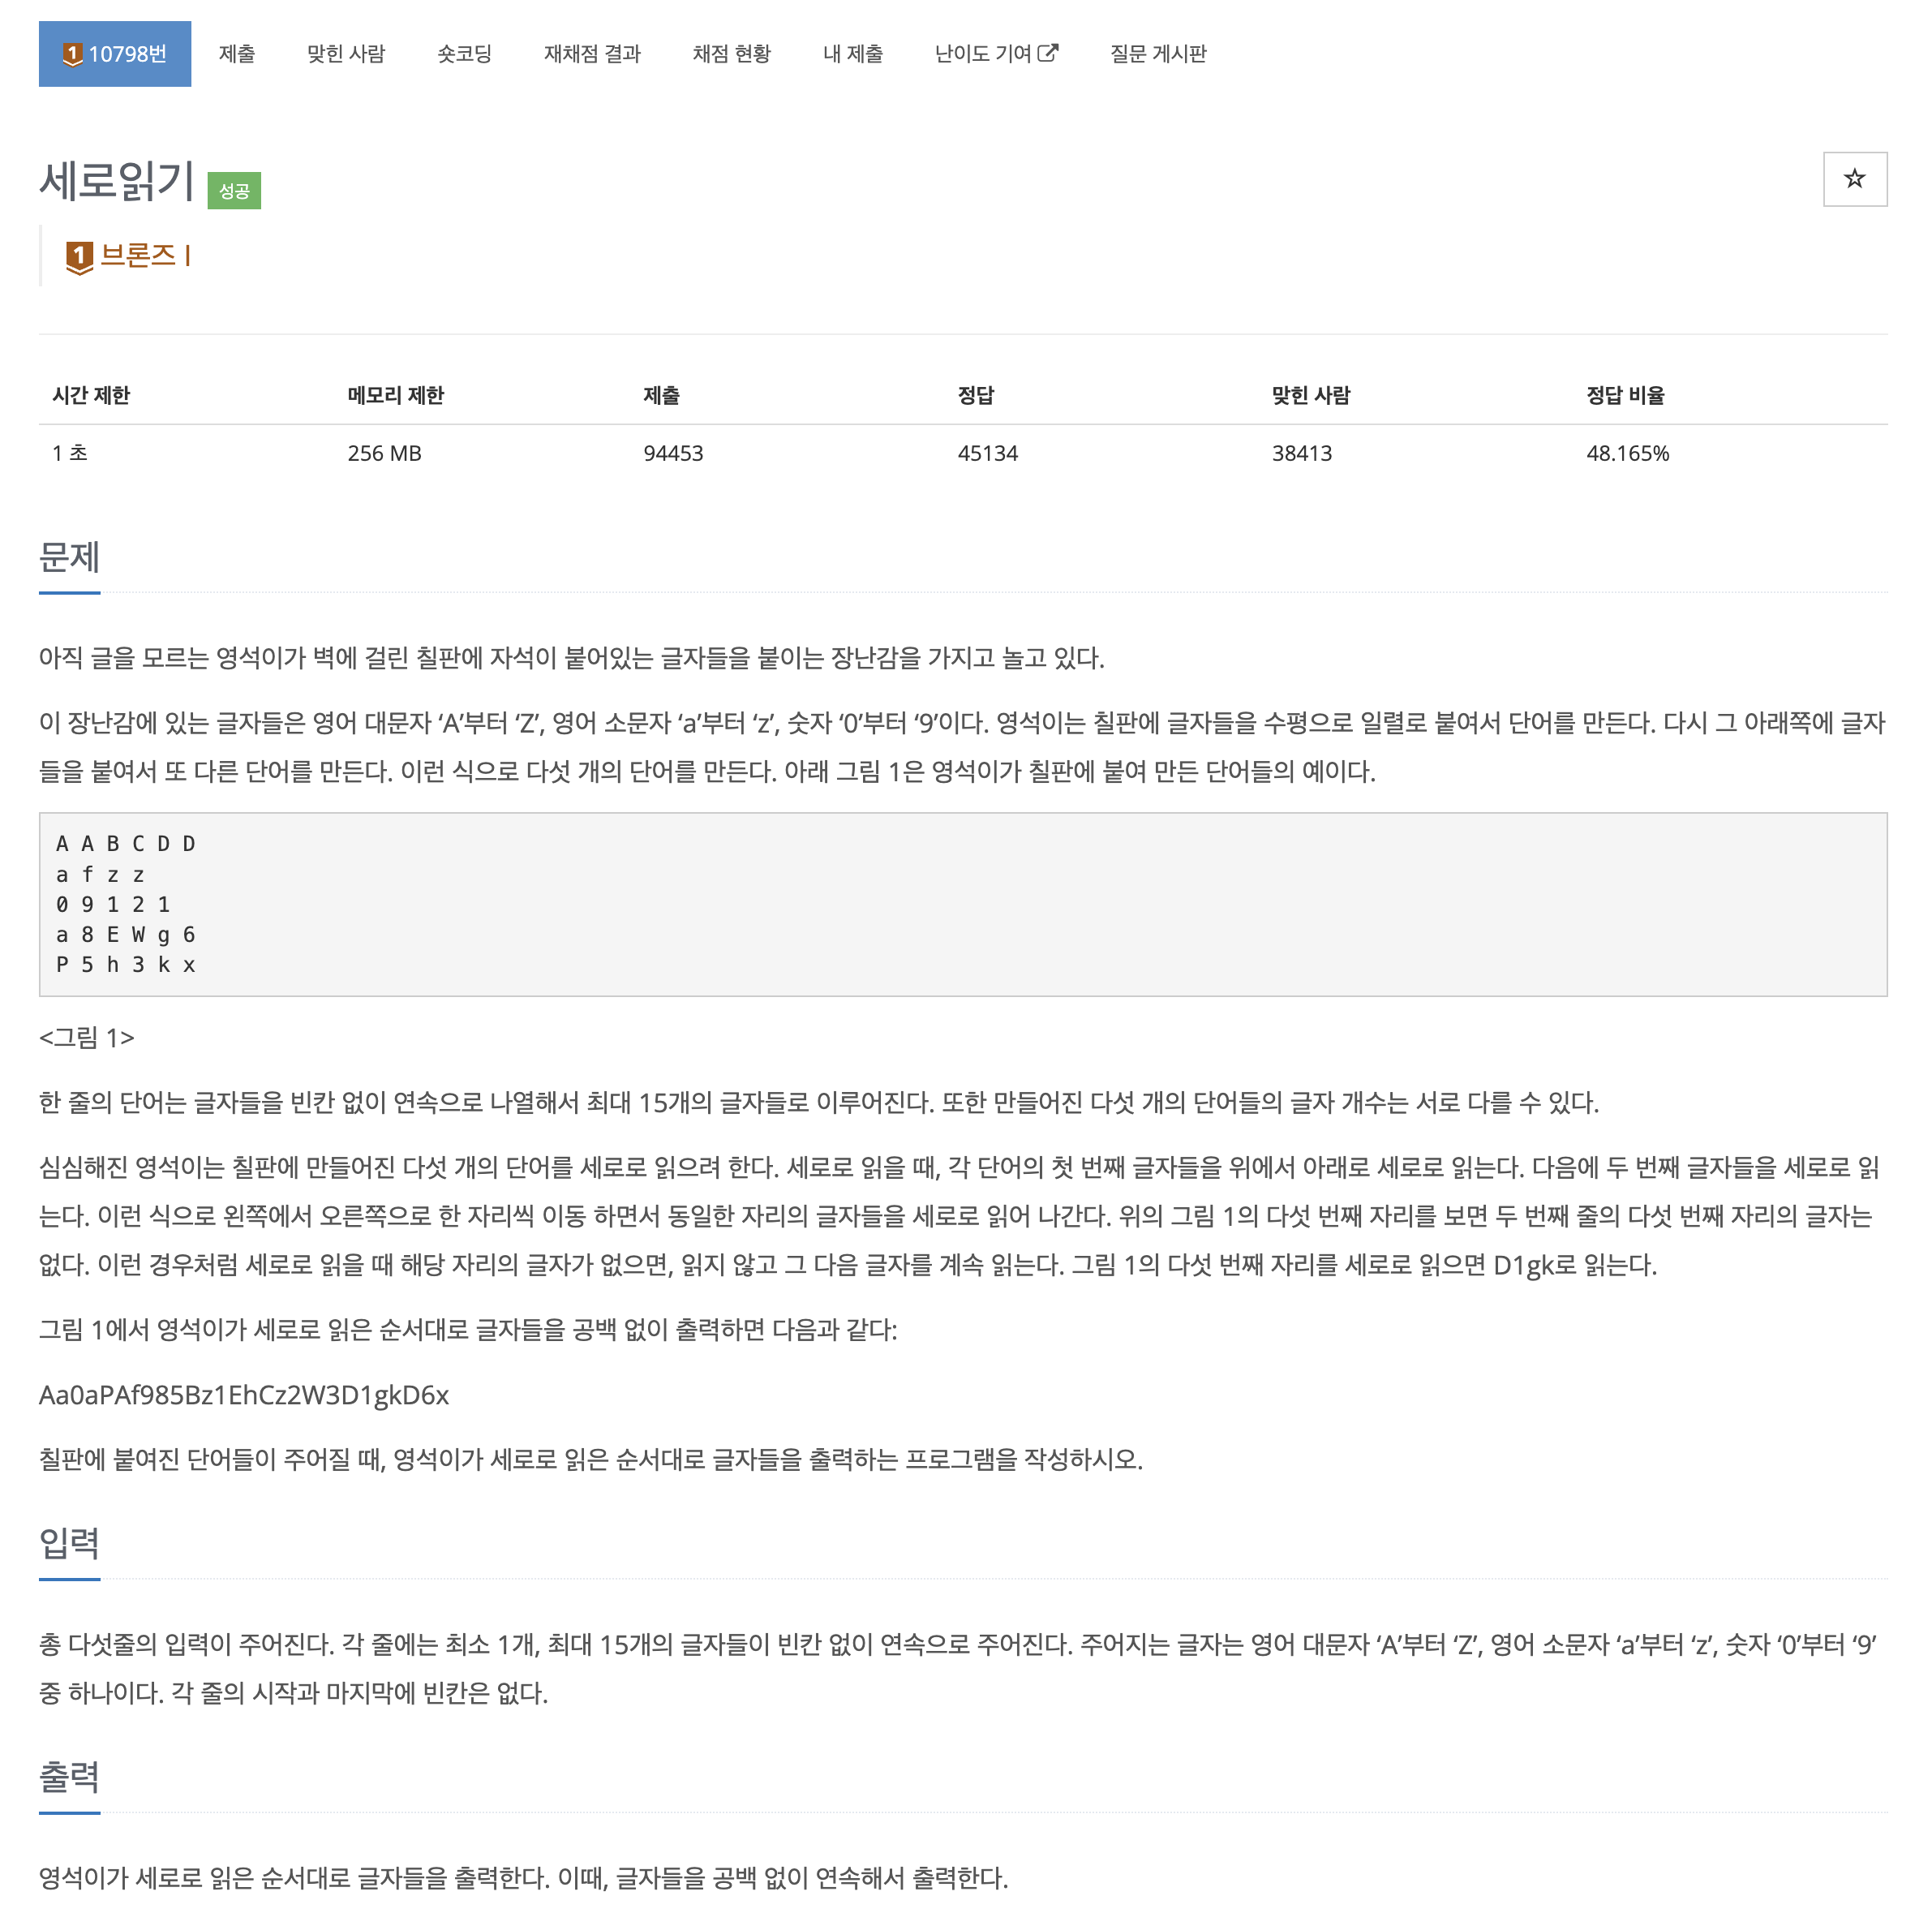 1 10798번 제출 맞힌 사람 숏코딩 재채점 결과 채점 현황 내 제출 난이도 기여 질문 게시판
세로읽기 성공
1 브론즈 I
시간 제한 메모리 제한 제출 정답 맞힌 사람 정답 비율
1 초 256 MB 94453 45134 38413 48.165%
문제
아직 글을 모르는 영석이가 벽에 걸린 칠판에 자석이 붙어있는 글자들을 붙이는 장난감을 가지고 놀고 있다.
이 장난감에 있는 글자들은 영어 대문자 ‘A’부터 ‘Z’, 영어 소문자 ‘a’부터 ‘z’, 숫자 ‘0’부터 ‘9’이다. 영석이는 칠판에 글자들을 수평으로 일렬로 붙여서 단어를 만든다. 다시 그 아래쪽에 글자
들을 붙여서 또 다른 단어를 만든다. 이런 식으로 다섯 개의 단어를 만든다. 아래 그림 1은 영석이가 칠판에 붙여 만든 단어들의 예이다.
A A B C D D
a f z z
0 9 1 2 1
a 8 E W g 6
P 5 h 3 k x
<그림 1>
한 줄의 단어는 글자들을 빈칸 없이 연속으로 나열해서 최대 15개의 글자들로 이루어진다. 또한 만들어진 다섯 개의 단어들의 글자 개수는 서로 다를 수 있다.
심심해진 영석이는 칠판에 만들어진 다섯 개의 단어를 세로로 읽으려 한다. 세로로 읽을 때, 각 단어의 첫 번째 글자들을 위에서 아래로 세로로 읽는다. 다음에 두 번째 글자들을 세로로 읽
는다. 이런 식으로 왼쪽에서 오른쪽으로 한 자리씩 이동 하면서 동일한 자리의 글자들을 세로로 읽어 나간다. 위의 그림 1의 다섯 번째 자리를 보면 두 번째 줄의 다섯 번째 자리의 글자는
없다. 이런 경우처럼 세로로 읽을 때 해당 자리의 글자가 없으면, 읽지 않고 그 다음 글자를 계속 읽는다. 그림 1의 다섯 번째 자리를 세로로 읽으면 D1gk로 읽는다.
그림 1에서 영석이가 세로로 읽은 순서대로 글자들을 공백 없이 출력하면 다음과 같다:
Aa0aPAf985Bz1EhCz2W3D1gkD6x
칠판에 붙여진 단어들이 주어질 때, 영석이가 세로로 읽은 순서대로 글자들을 출력하는 프로그램을 작성하시오.
입력
총 다섯줄의 입력이 주어진다. 각 줄에는 최소 1개, 최대 15개의 글자들이 빈칸 없이 연속으로 주어진다. 주어지는 글자는 영어 대문자 ‘A’부터 ‘Z’, 영어 소문자 ‘a’부터 ‘z’, 숫자 ‘0’부터 ‘9’
중 하나이다. 각 줄의 시작과 마지막에 빈칸은 없다.
출력
영석이가 세로로 읽은 순서대로 글자들을 출력한다. 이때, 글자들을 공백 없이 연속해서 출력한다.